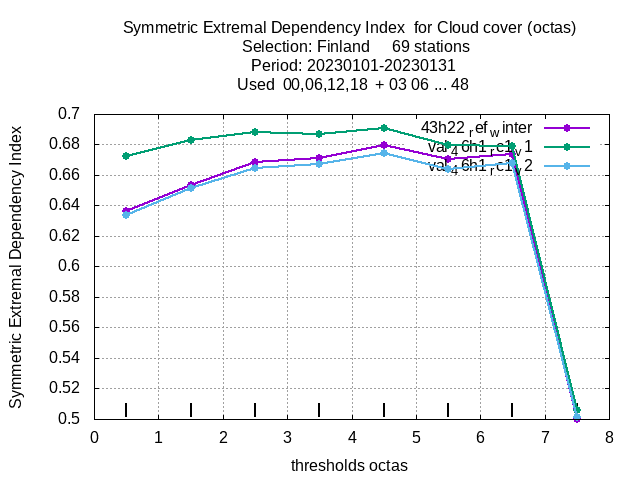 Symmetric Extremal Dependency Index for Cloud cover (octas)
Selection: Finland 69 stations
Period: 20230101-20230131
Used 00,06,12,18 + 03 06 ... 48
Symmetric Extremal Dependency Index
0.7
0.68
0.66
0.64
0.62
0.6
0.58
0.56
0.54
0.52
0.5
43h22refwinter
val46h1rc1v1
val46h1rc1v2
0 1 2 3 4 5 6 7 8
thresholds octas